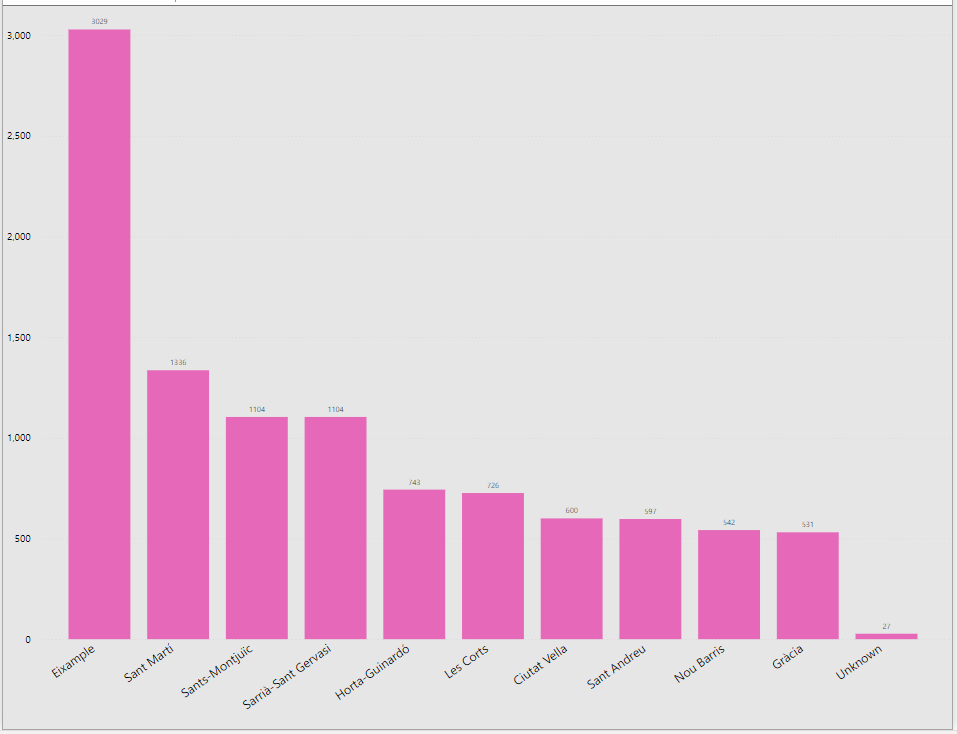 3029
3,000
2,500
2,000
1,500
1336
1104
1104
1,000
743
726
600
597
542
531
500
27
0
Eixample
Sant Martí
Sants-Montjuïc
Sarrià-Sant Gervasi
Horta-Guinardó
Les Corts
Ciutat Vella
Sant Andreu
Nou Barris
Gràcia
Unknown